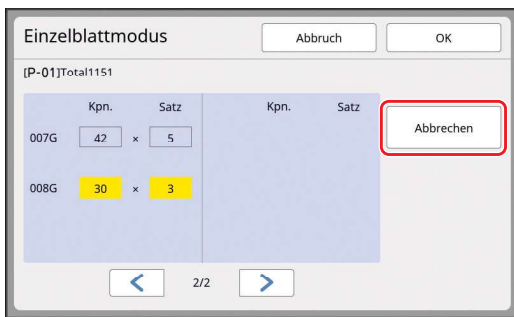 Einzelblattmodus
Abbruch
OK
[P-01]Total1151
Kpn. Satz Kpn. Satz
007G 42 × 5
008G 30 × 3
Abbrechen
2/2